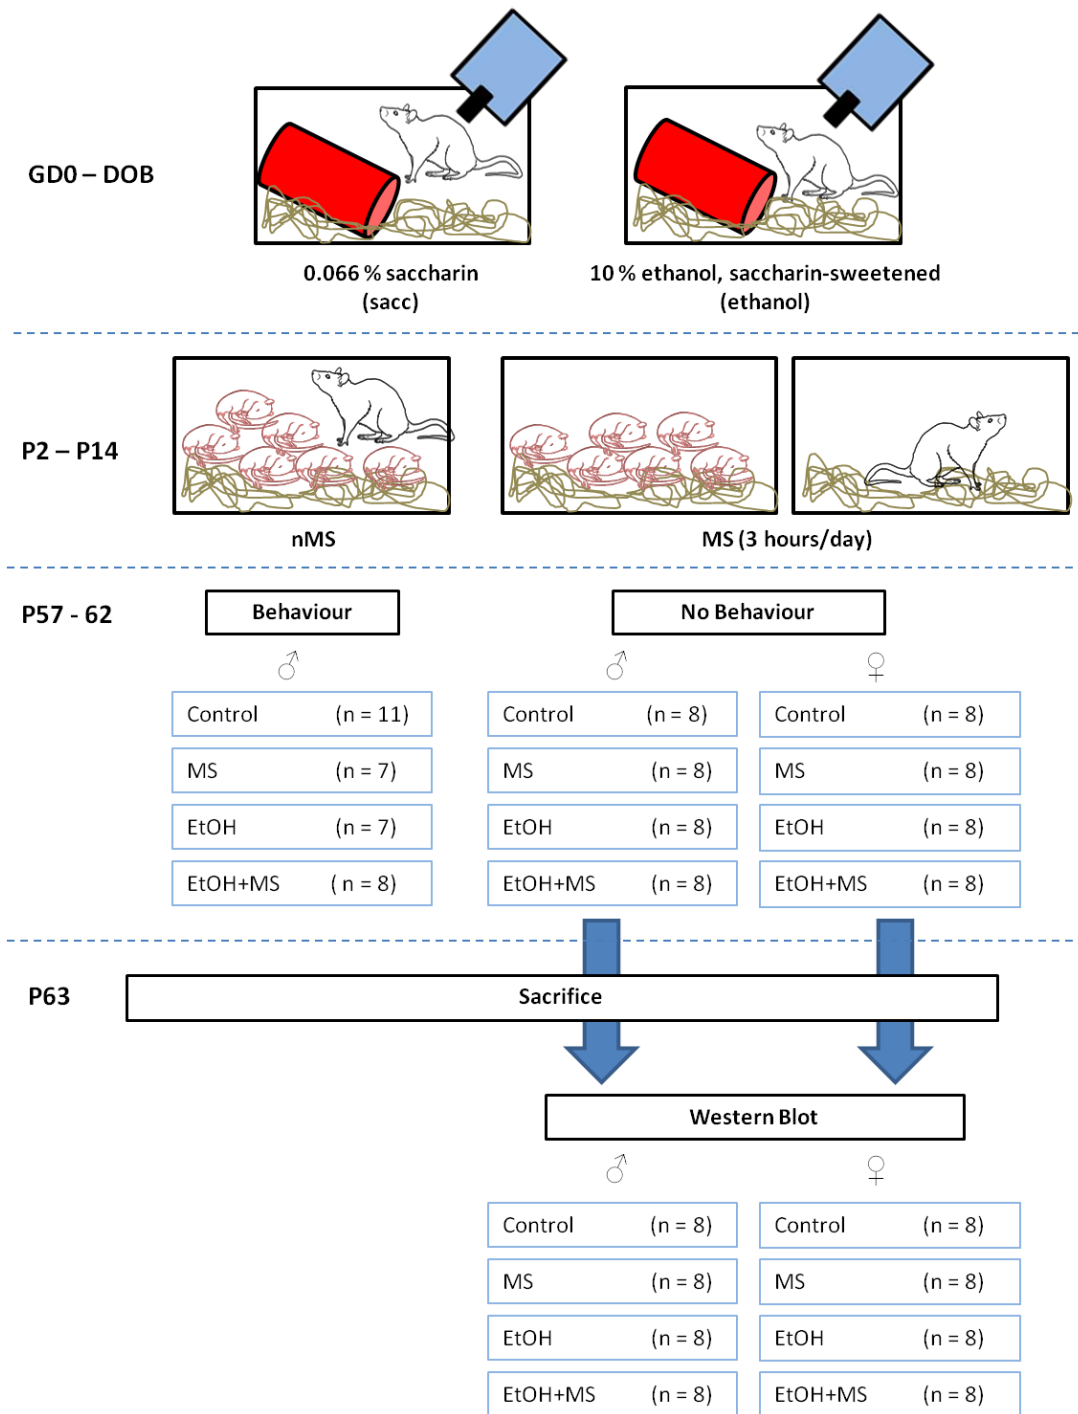 GD0 – DOB
0.066 % saccharin
(sacc)
10 % ethanol, saccharin-sweetened
(ethanol)
P2 – P14
nMS
MS (3 hours/day)
P57 - 62
Behaviour
No Behaviour
♂
♂
♀
Control (n = 11)
MS (n = 7)
EtOH (n = 7)
EtOH+MS ( n = 8)
Control (n = 8)
MS (n = 8)
EtOH (n = 8)
EtOH+MS (n = 8)
Control (n = 8)
MS (n = 8)
EtOH (n = 8)
EtOH+MS (n = 8)
P63
Sacrifice
Western Blot
♂
♀
Control (n = 8)
MS (n = 8)
EtOH (n = 8)
EtOH+MS (n = 8)
Control (n = 8)
MS (n = 8)
EtOH (n = 8)
EtOH+MS (n = 8)